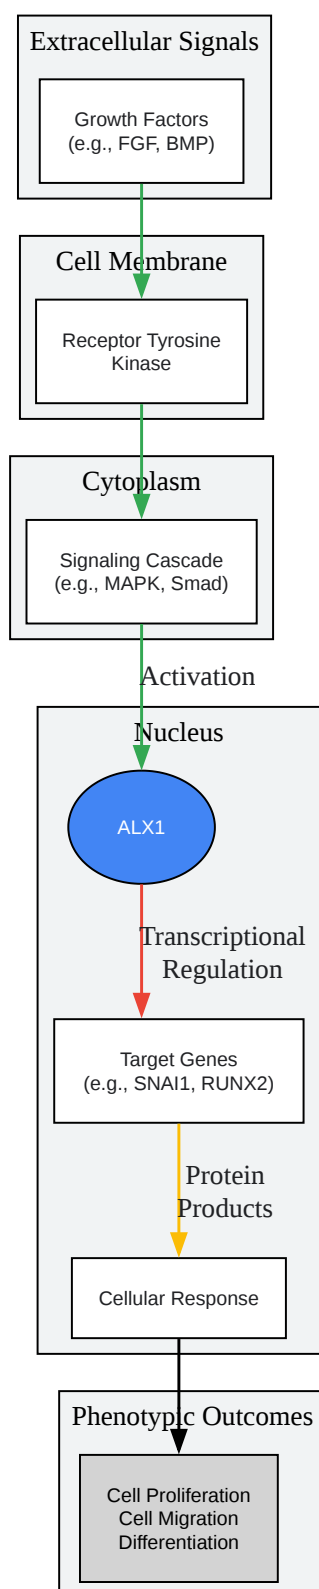 Extracellular Signals
Growth Factors
(e.g., FGF, BMP)
Cell Membrane
Receptor Tyrosine
Kinase
Cytoplasm
Signaling Cascade
(e.g., MAPK, Smad)
Activation
Nucleus
ALX1
Transcriptional
Regulation
Target Genes
(e.g., SNAI1, RUNX2)
Protein
Products
Cellular Response
Phenotypic Outcomes
Cell Proliferation
Cell Migration
Differentiation